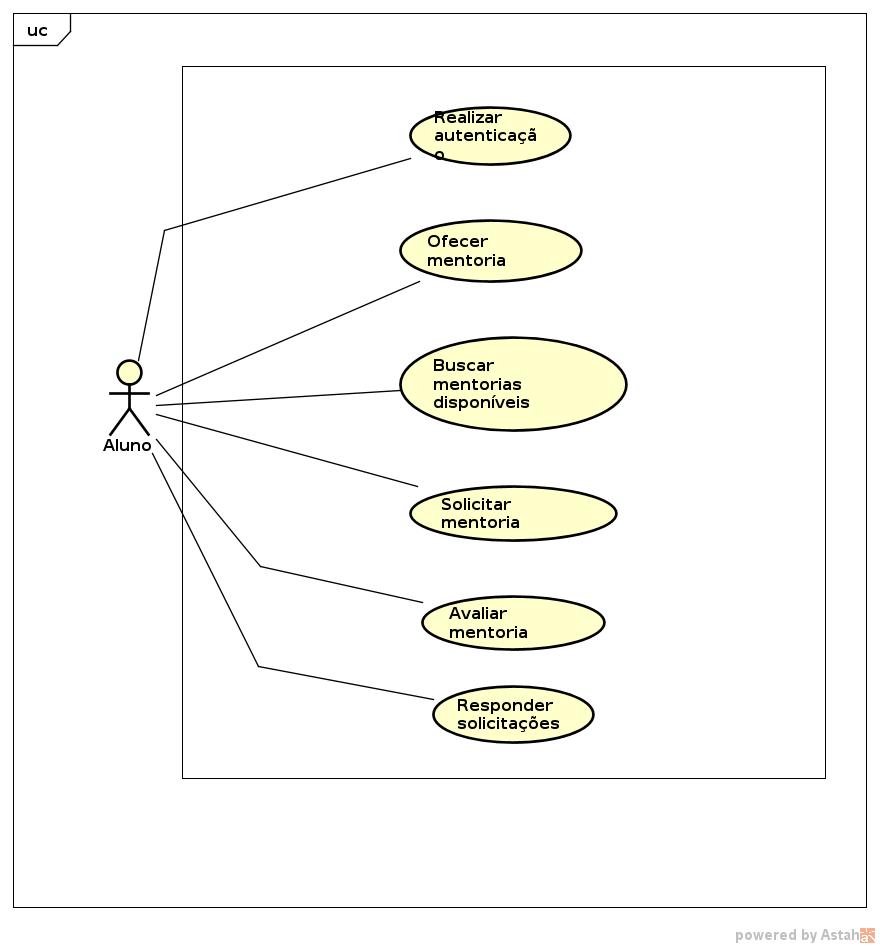 uc
Realizar
autenticaçã
o
Ofecer
mentoria
Buscar
mentorias
disponíveis
Aluno
Solicitar
mentoria
Avaliar
mentoria
Responder
solicitações
powered by Astah